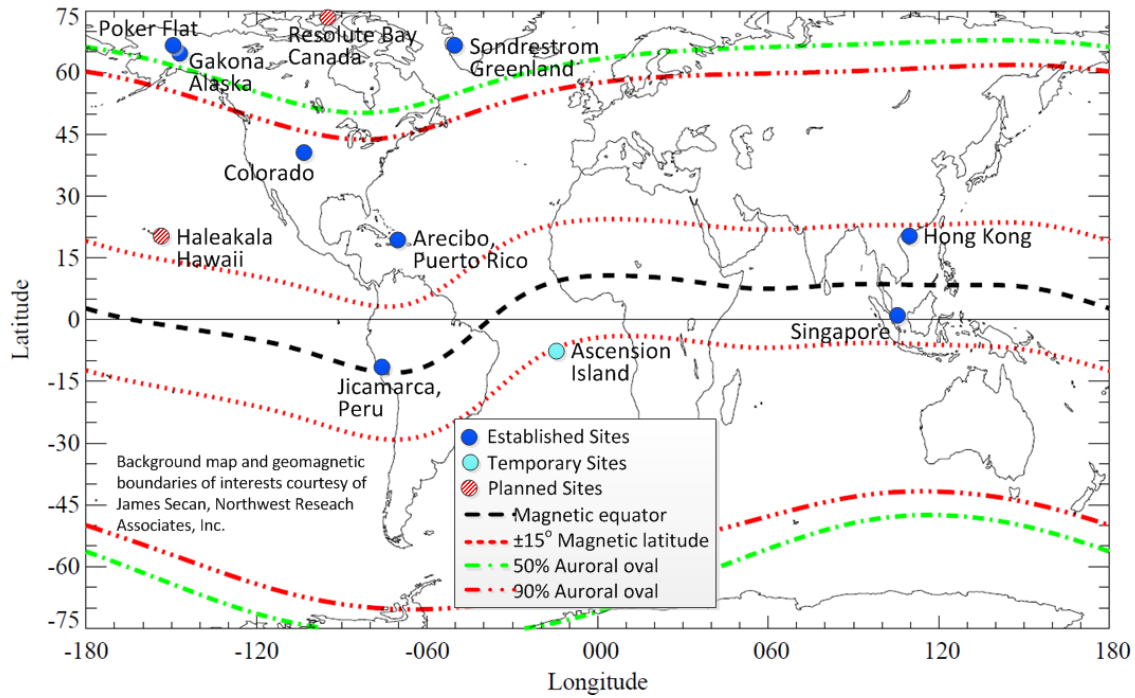 75
60
45
30
15
0
-15
-30
-45
-60
-75
Latitude
Poker Flat
Gakona,
Alaska
Resolute Bay
Canada
Søndrestrom
Greenland
Colorado
Haleakala
Hawaii
Arecibo,
Puerto Rico
Hong Kong
Singapore
Ascension
Island
Jicamarca,
Peru
Background map and geomagnetic
boundaries of interests courtesy of
James Secan, Northwest Reseach
Associates, Inc.
Established Sites
Temporary Sites
Planned Sites
Magnetic equator
±15° Magnetic latitude
50% Auroral oval
90% Auroral oval
-180 -120 -060 000 060 120 180
Longitude